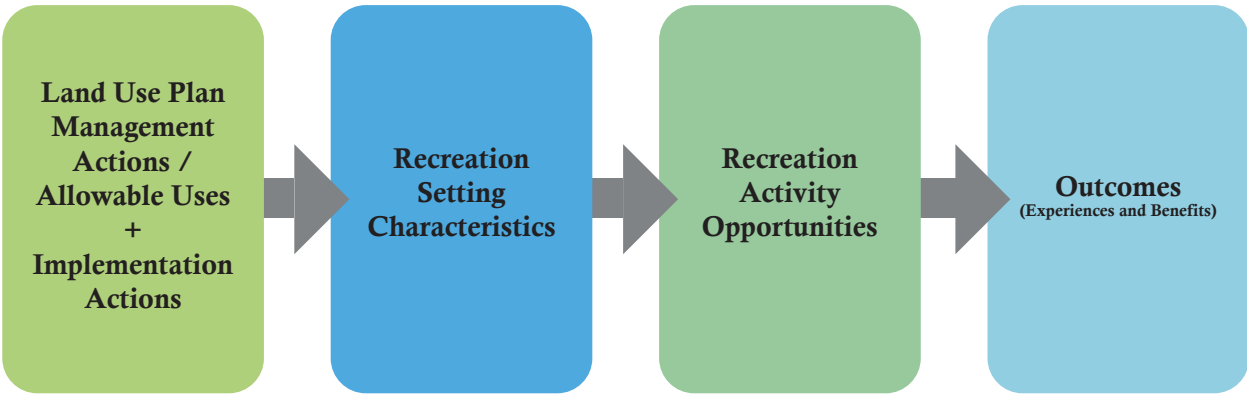 Land Use Plan
Management
Actions /
Allowable Uses
+
Implementation
Actions
Recreation
Setting
Characteristics
Recreation
Activity
Opportunities
Outcomes
(Experiences and Benefits)